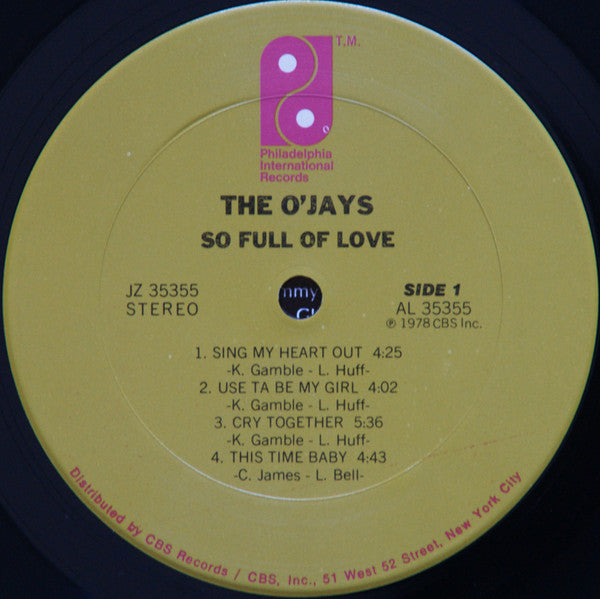 T.M.
Philadelphia
International
Records
THE O'JAYS
SO FULL OF LOVE
JZ 35355
STEREO
SIDE 1
AL 35355
℗ 1978 CBS Inc.
1. SING MY HEART OUT 4:25
-K. Gamble - L. Huff-
2. USE TA BE MY GIRL 4:02
-K. Gamble - L. Huff-
3. CRY TOGETHER 5:36
-K. Gamble - L. Huff-
4. THIS TIME BABY 4:43
-C. James - L. Bell-
Distributed by CBS Records / CBS, Inc., 51 West 52 Street, New York City